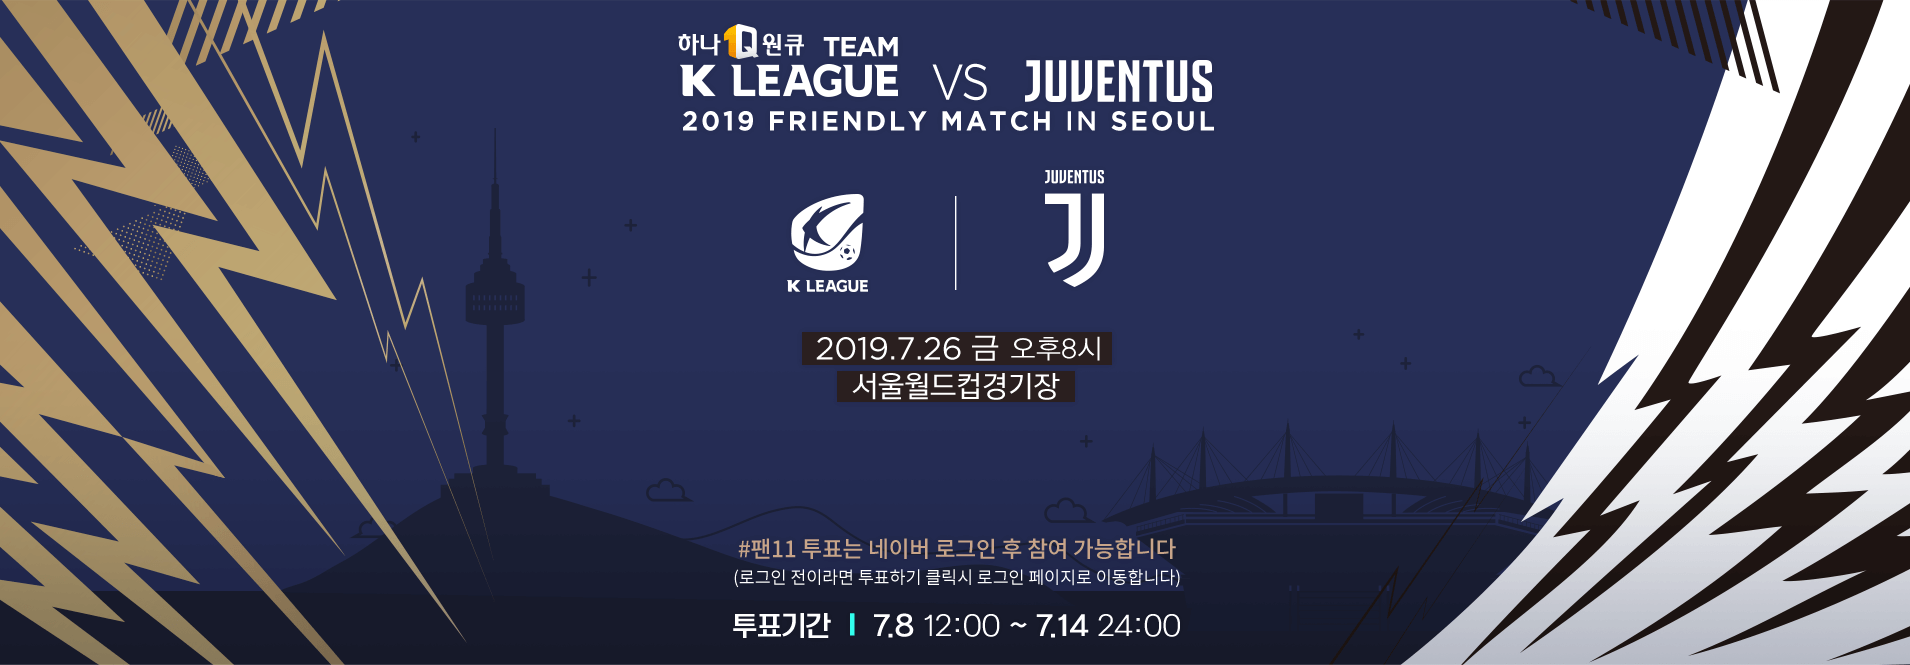 하나1Q원큐 TEAM
K LEAGUE VS JUVENTUS
2019 FRIENDLY MATCH IN SEOUL
K LEAGUE
JUVENTUS
2019.7.26 금 오후8시
서울월드컵경기장
#팬11 투표는 네이버 로그인 후 참여 가능합니다
(로그인 전이라면 투표하기 클릭시 로그인 페이지로 이동합니다)
투표기간 | 7.8 12:00 ~ 7.14 24:00